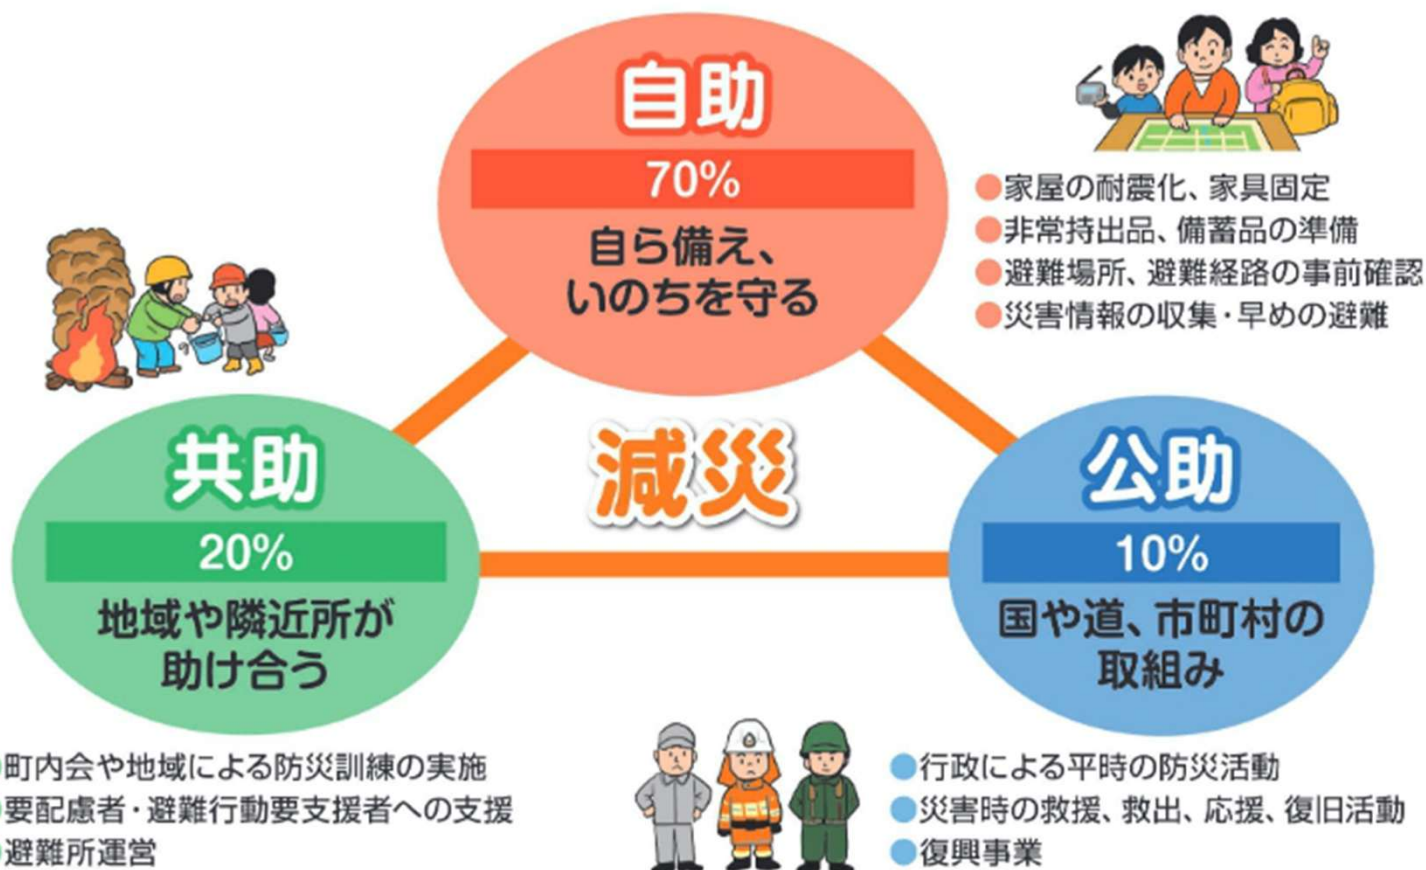 自助
70%
自ら備え、
いのちを守る
●家屋の耐震化、家具固定
●非常持出品、備蓄品の準備
●避難場所、避難経路の事前確認
●災害情報の収集・早めの避難
減災
共助
20%
地域や隣近所が
助け合う
町内会や地域による防災訓練の実施
要配慮者・避難行動要支援者への支援
避難所運営
公助
10%
国や道、市町村の
取組み
●行政による平時の防災活動
●災害時の救援、救出、応援、復旧活動
●復興事業